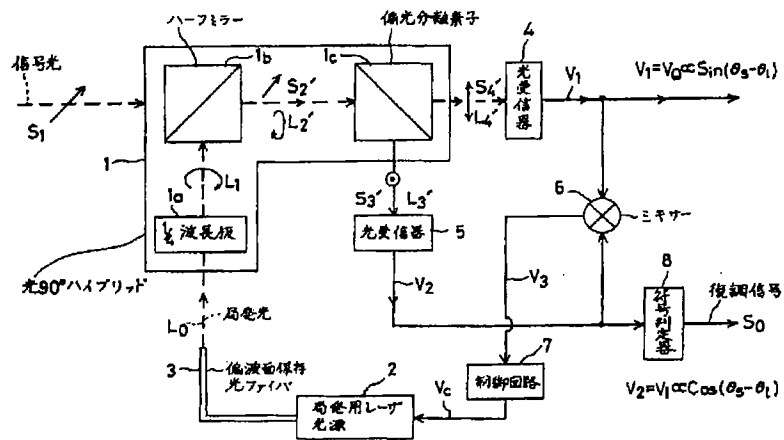 ハーフミラー
偏光分離素子
信号光
S1
1b
1c
4
S2'
L2'
S4'
L4'
光受信器
V1
V1=VQ∝Sin(θs-θl)
1
1a
L1
1/4 波長板
S3'
L3'
光受信器
5
6
ミキサー
光90°ハイブリッド
V2
V3
8
符号判定器
復調信号
S0
L0
局発光
3
偏波面保存
光ファイバ
2
局発用レーザ
光源
Vc
7
制御回路
V2=VI∝Cos(θs-θl)